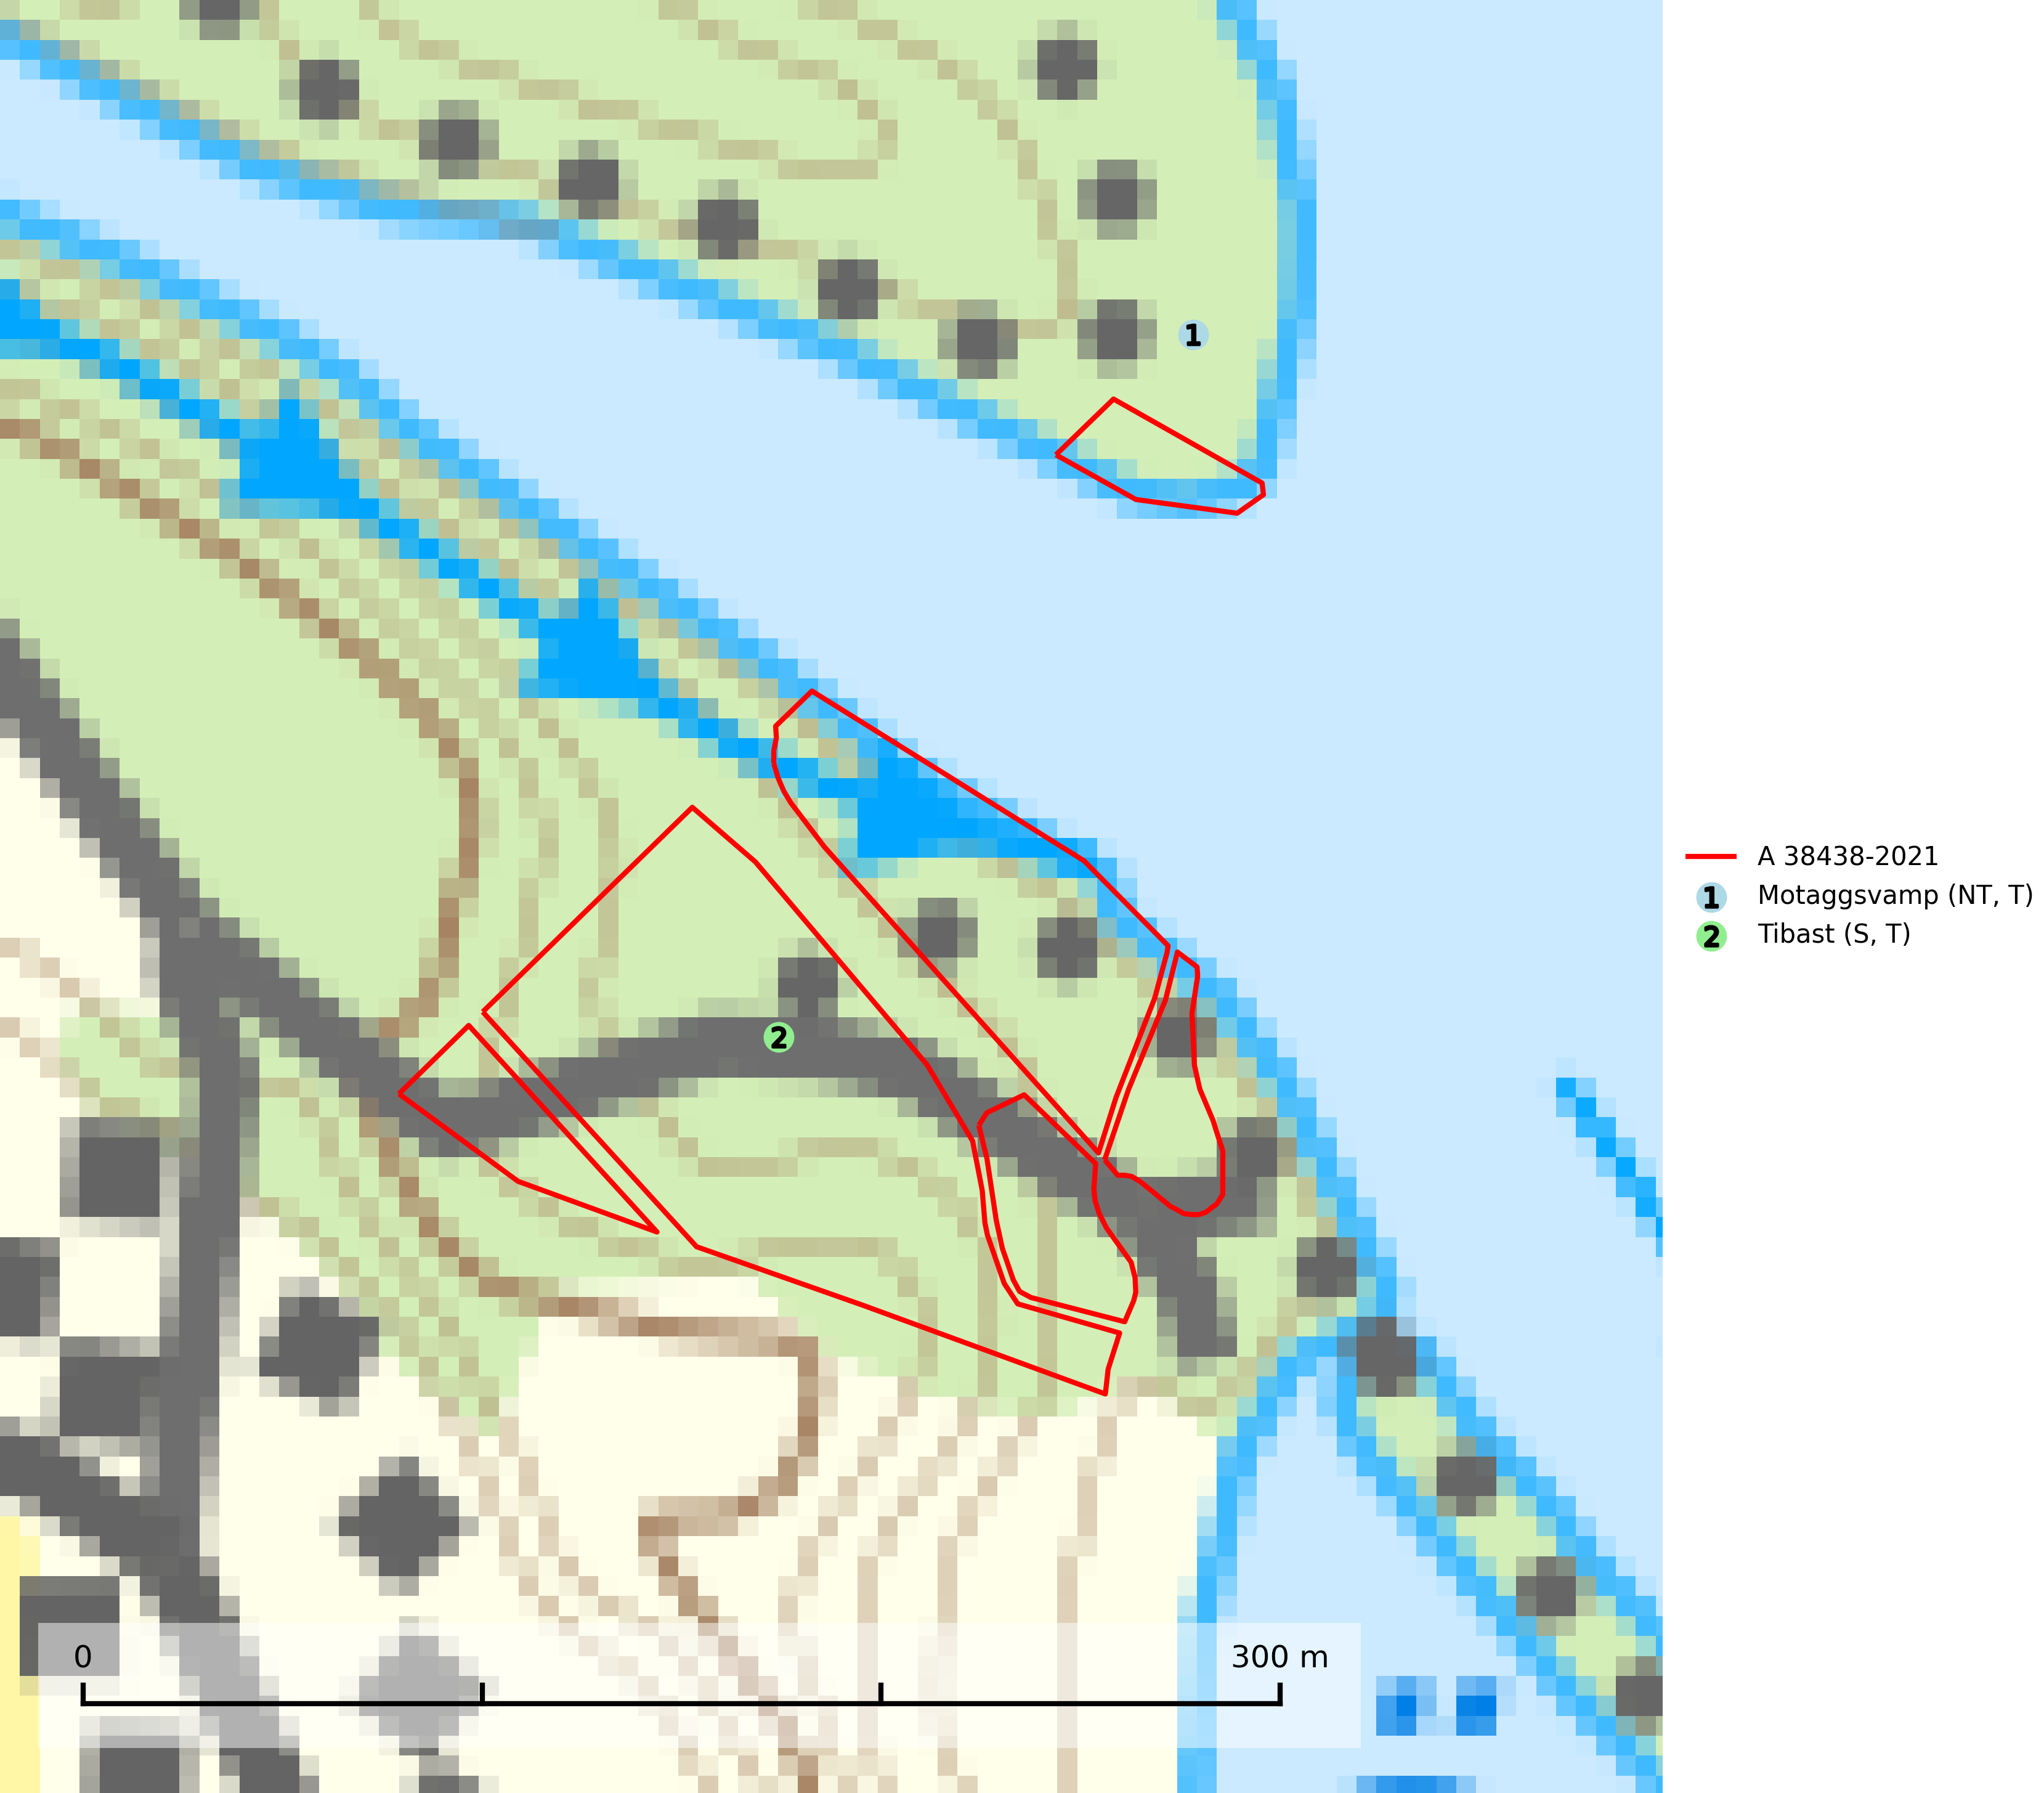 1
2
A 38438-2021
1 Motaggsvamp (NT, T)
2 Tibast (S, T)
0 300 m